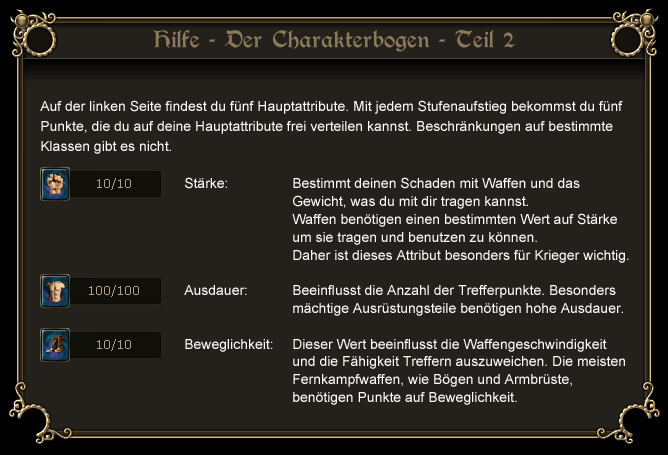 Hilfe - Der Charakterbogen - Teil 2
Auf der linken Seite findest du fünf Hauptattribute. Mit jedem Stufenaufstieg bekommst du fünf
Punkte, die du auf deine Hauptattribute frei verteilen kannst. Beschränkungen auf bestimmte
Klassen gibt es nicht.
10/10 Stärke: Bestimmt deinen Schaden mit Waffen und das
Gewicht, was du mit dir tragen kannst.
Waffen benötigen einen bestimmten Wert auf Stärke
um sie tragen und benutzen zu können.
Daher ist dieses Attribut besonders für Krieger wichtig.
100/100 Ausdauer: Beeinflusst die Anzahl der Trefferpunkte. Besonders
mächtige Ausrüstungsteile benötigen hohe Ausdauer.
10/10 Beweglichkeit: Dieser Wert beeinflusst die Waffengeschwindigkeit
und die Fähigkeit Treffern auszuweichen. Die meisten
Fernkampfwaffen, wie Bögen und Armbrüste,
benötigen Punkte auf Beweglichkeit.